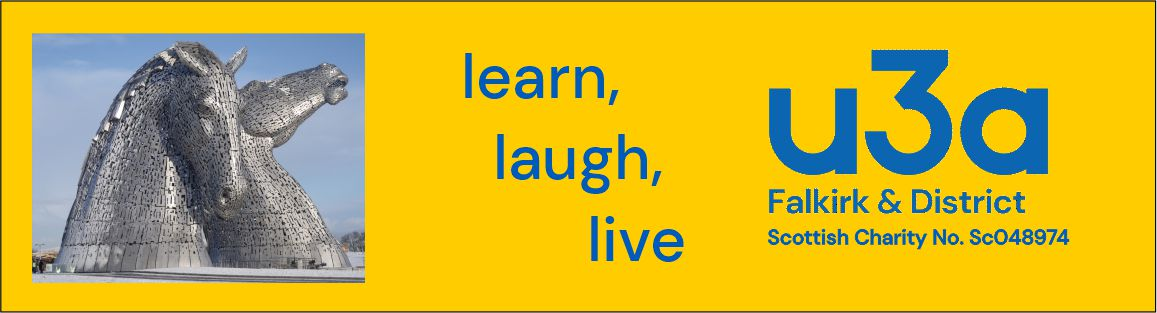 learn,
laugh,
live
u3a
Falkirk & District
Scottish Charity No. Sc048974